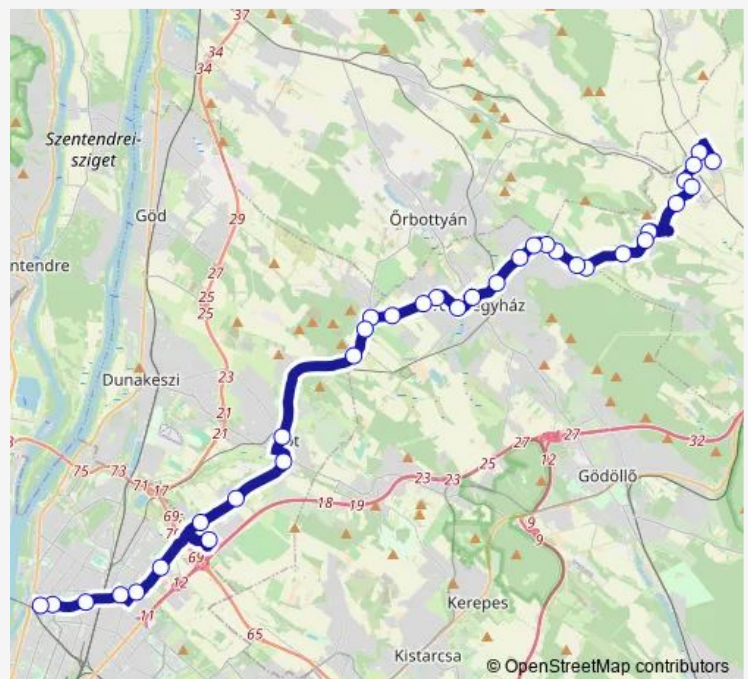 37
34
34
Szentendrei-
sziget
Göd
29
Őrbottyán
ntendre
27
25
25
egyház
Dunakeszi
23
21
21
27
27
32
12
75
73
71
17
25
23
23
Gödöllő
18
19
69;
9
9
69
12
11
Kerepes
65
Kistarcsa
© OpenStreetMap contributors